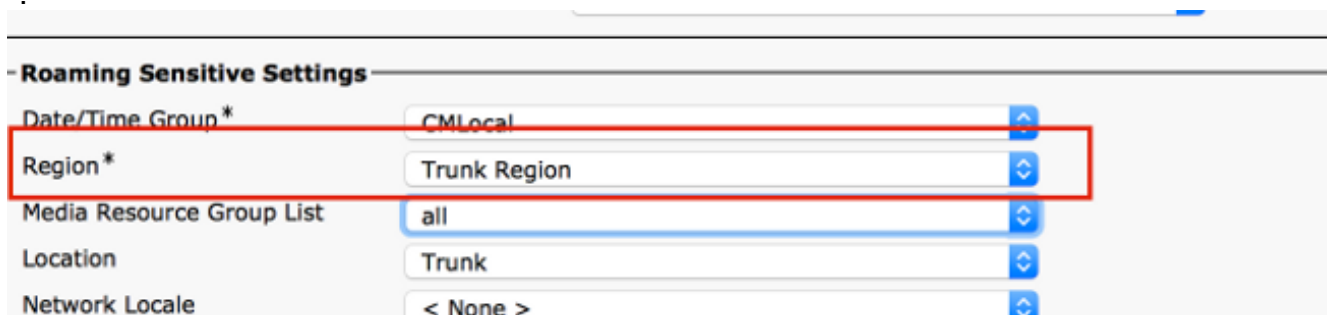 Roaming Sensitive Settings
Date/Time Group* CMLocal
Region* Trunk Region
Media Resource Group List all
Location Trunk
Network Locale < None >